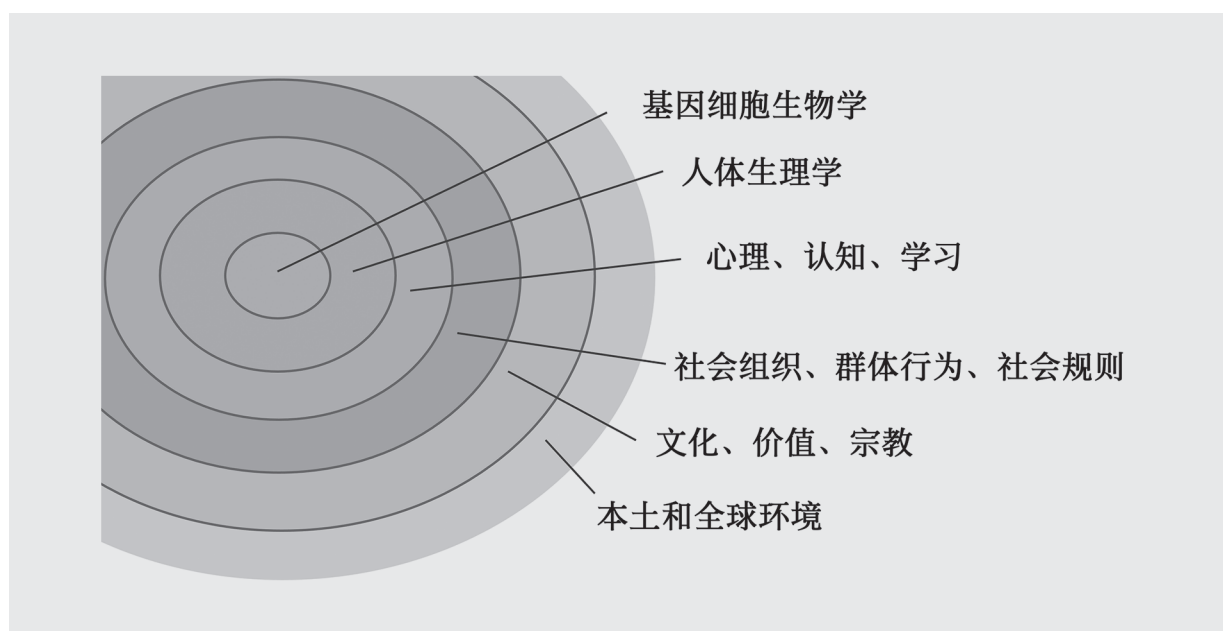 基因细胞生物学
人体生理学
心理、认知、学习
社会组织、群体行为、社会规则
文化、价值、宗教
本土和全球环境